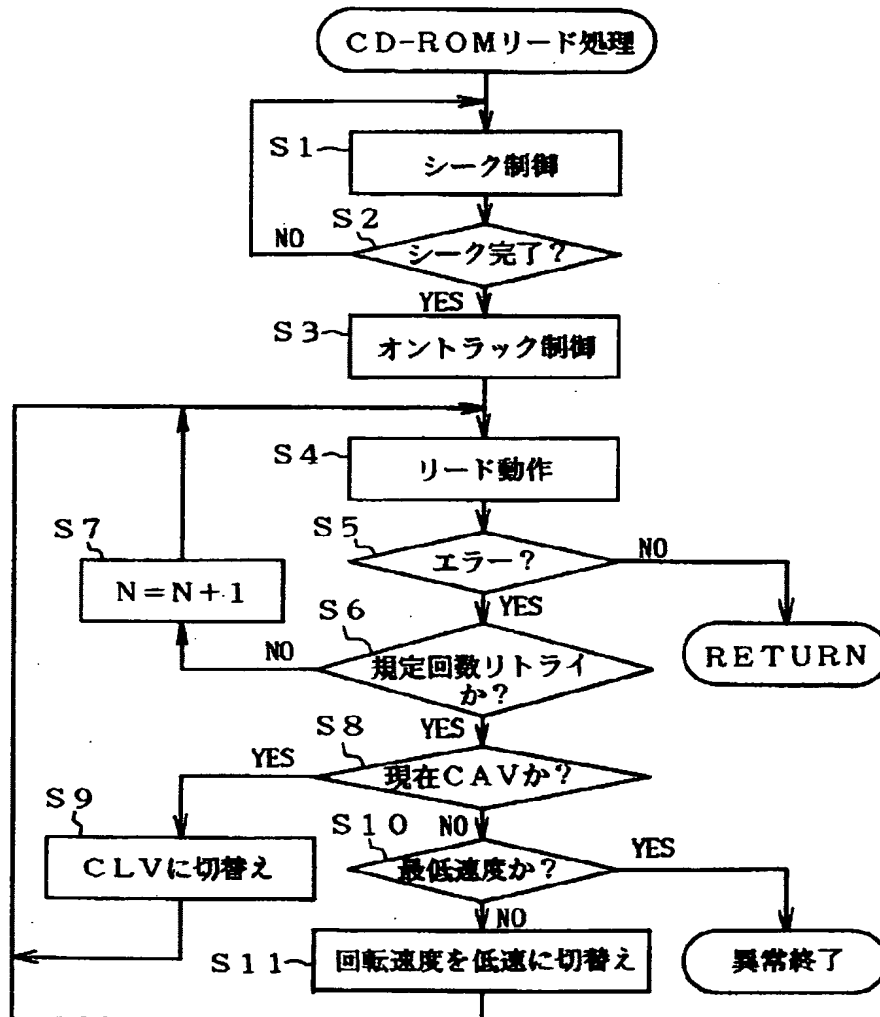 CD-ROMリード処理
S1
シーク制御
S2
シーク完了?
NO
YES
S3
オントラック制御
S4
リード動作
S5
エラー?
NO
YES
S7
N=N+1
S6
規定回数リトライ
か?
NO
YES
RETURN
S8
現在CAVか?
YES
NO
S9
CLVに切替え
S10
最低速度か?
YES
NO
S11
回転速度を低速に切替え
異常終了